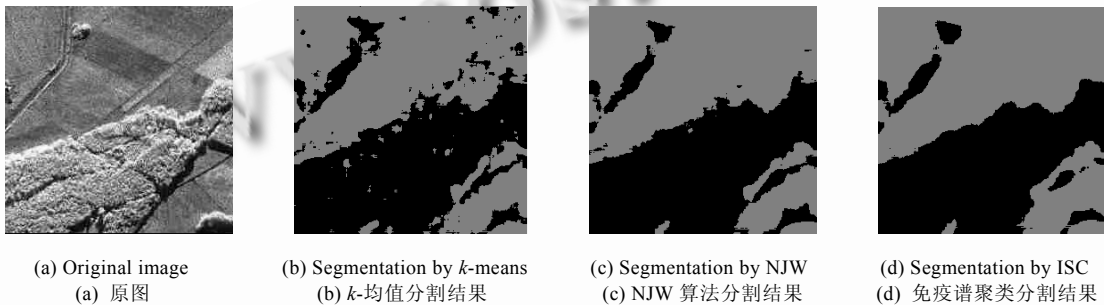 (a) Original image
(a) 原图
(b) Segmentation by k-means
(b) k-均值分割结果
(c) Segmentation by NJW
(c) NJW 算法分割结果
(d) Segmentation by ISC
(d) 免疫谱聚类分割结果